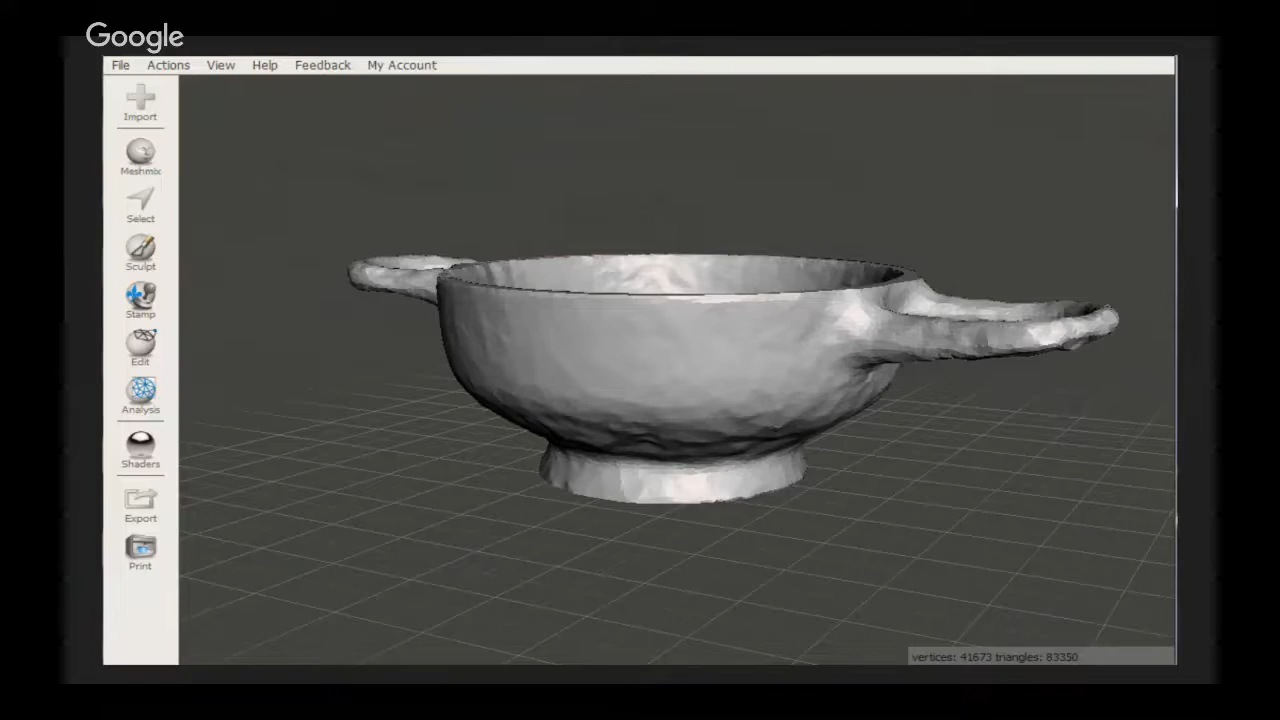 Google
File Actions View Help Feedback My Account
Import
Meshmix
Select
Sculpt
Stamp
Edit
Analysis
Shaders
Export
Print
vertices: 41673 triangles: 83350